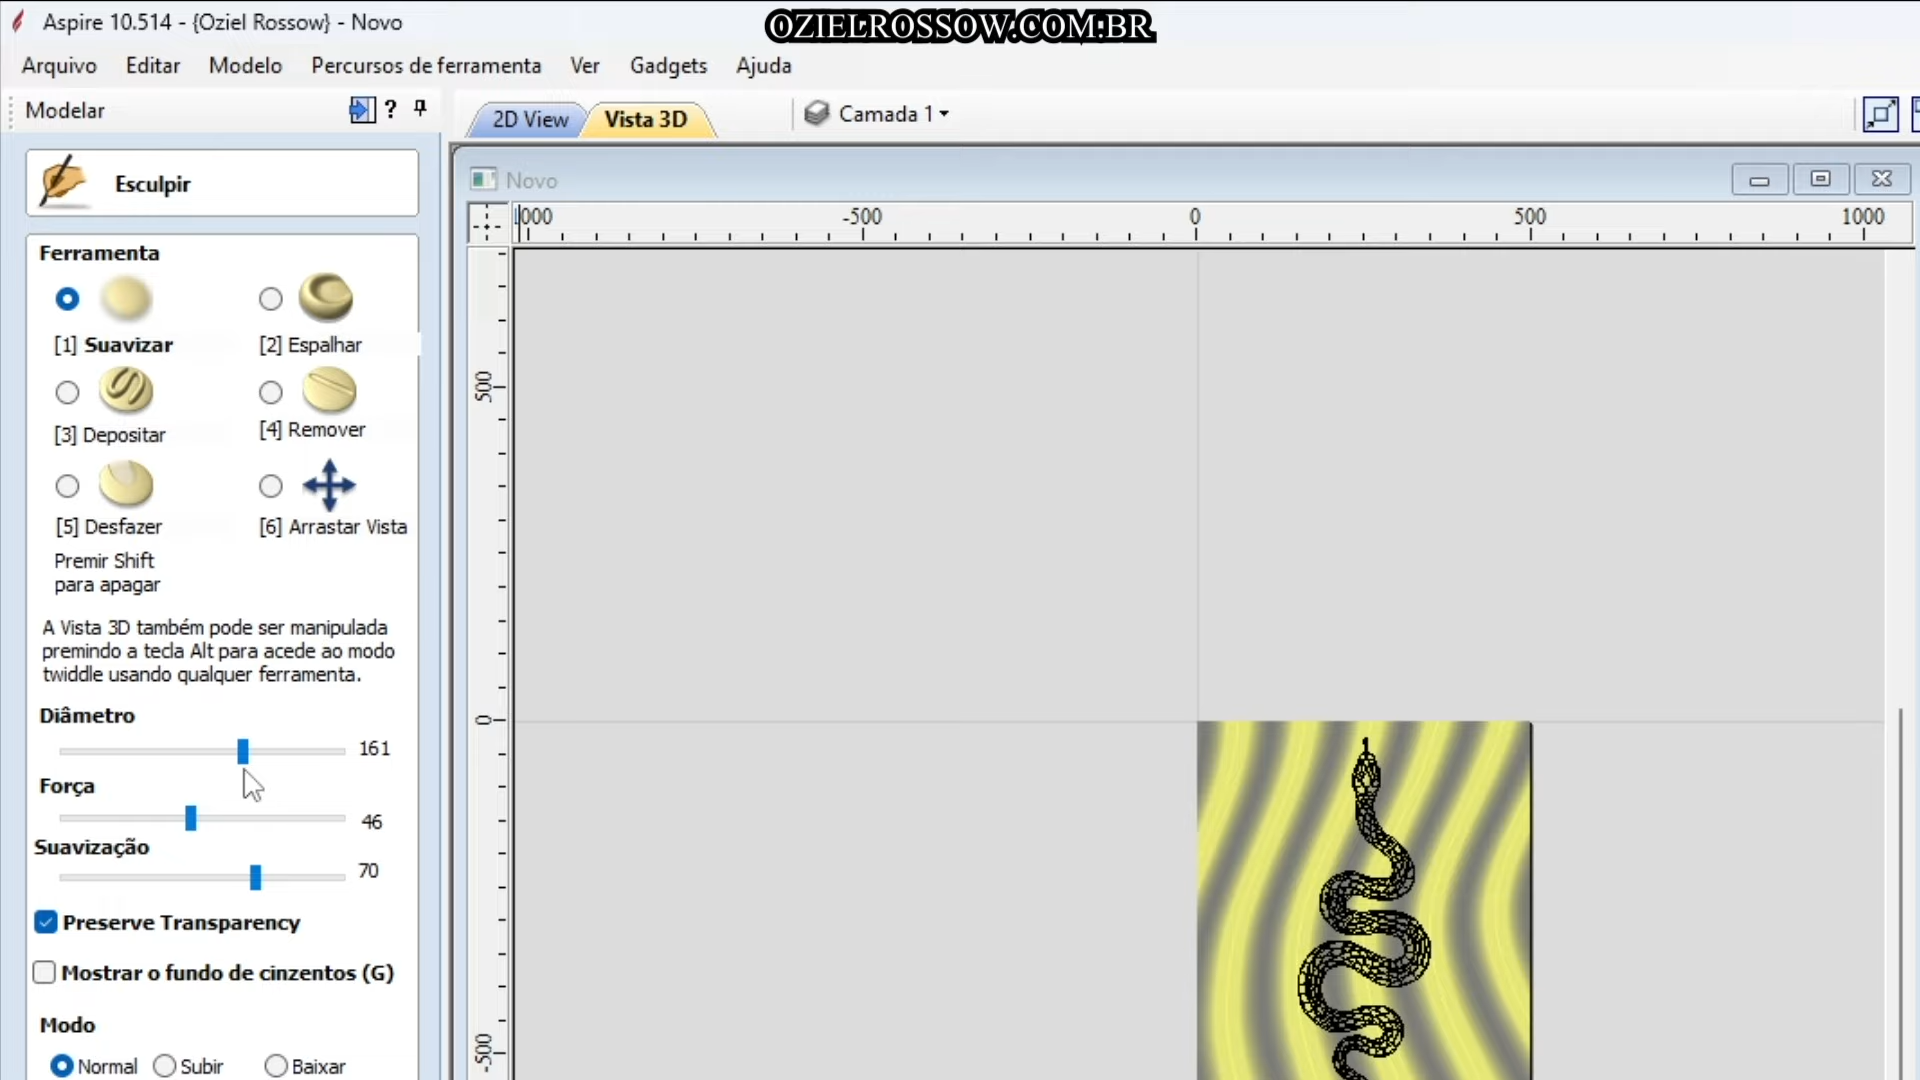 Aspire 10.514 - {Oziel Rossow} - Novo
OZIELROSSOW.COM.BR
Arquivo Editar Modelo Percursos de ferramenta Ver Gadgets Ajuda
Modelar ?
2D View Vista 3D Camada 1
Esculpir
Novo
-500 0 500 1000
Ferramenta
[1] Suavizar [2] Espalhar
[3] Depositar [4] Remover
[5] Desfazer [6] Arrastar Vista
Premir Shift
para apagar
A Vista 3D também pode ser manipulada
premindo a tecla Alt para acede ao modo
twiddle usando qualquer ferramenta.
Diâmetro
161
Força
46
Suavização
70
Preserve Transparency
Mostrar o fundo de cinzentos (G)
Modo
Normal Subir Baixar
500
0
-500